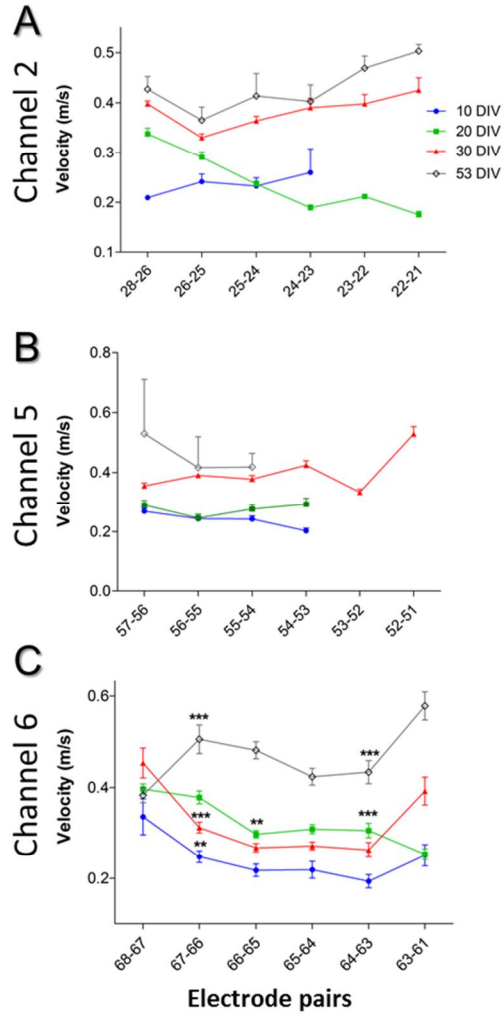 A
Channel 2
Velocity (m/s)
0.5
0.4
0.3
0.2
0.1
28-26
26-25
25-24
24-23
23-22
22-21
10 DIV
20 DIV
30 DIV
53 DIV
B
Channel 5
Velocity (m/s)
0.8
0.6
0.4
0.2
0.0
57-56
56-55
55-54
54-53
53-52
52-51
C
Channel 6
Velocity (m/s)
0.6
0.4
0.2
***
***
**
**
***
***
68-67
67-66
66-65
65-64
64-63
63-61
Electrode pairs